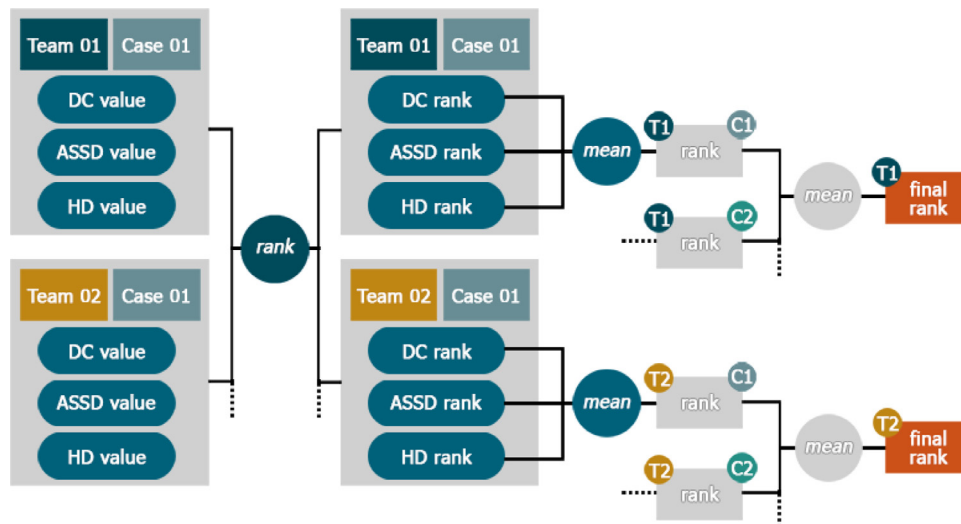 Team 01 Case 01
DC value
ASSD value
HD value
Team 02 Case 01
DC value
ASSD value
HD value
rank
Team 01 Case 01
DC rank
ASSD rank
HD rank
Team 02 Case 01
DC rank
ASSD rank
HD rank
mean
T1 C1
rank
T1 C2
rank
mean
T1
final
rank
mean
T2 C1
rank
T2 C2
rank
mean
T2
final
rank